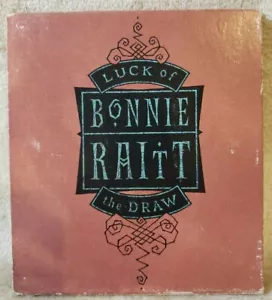 LUCK of
BONNIE
RAITT
the DRAW